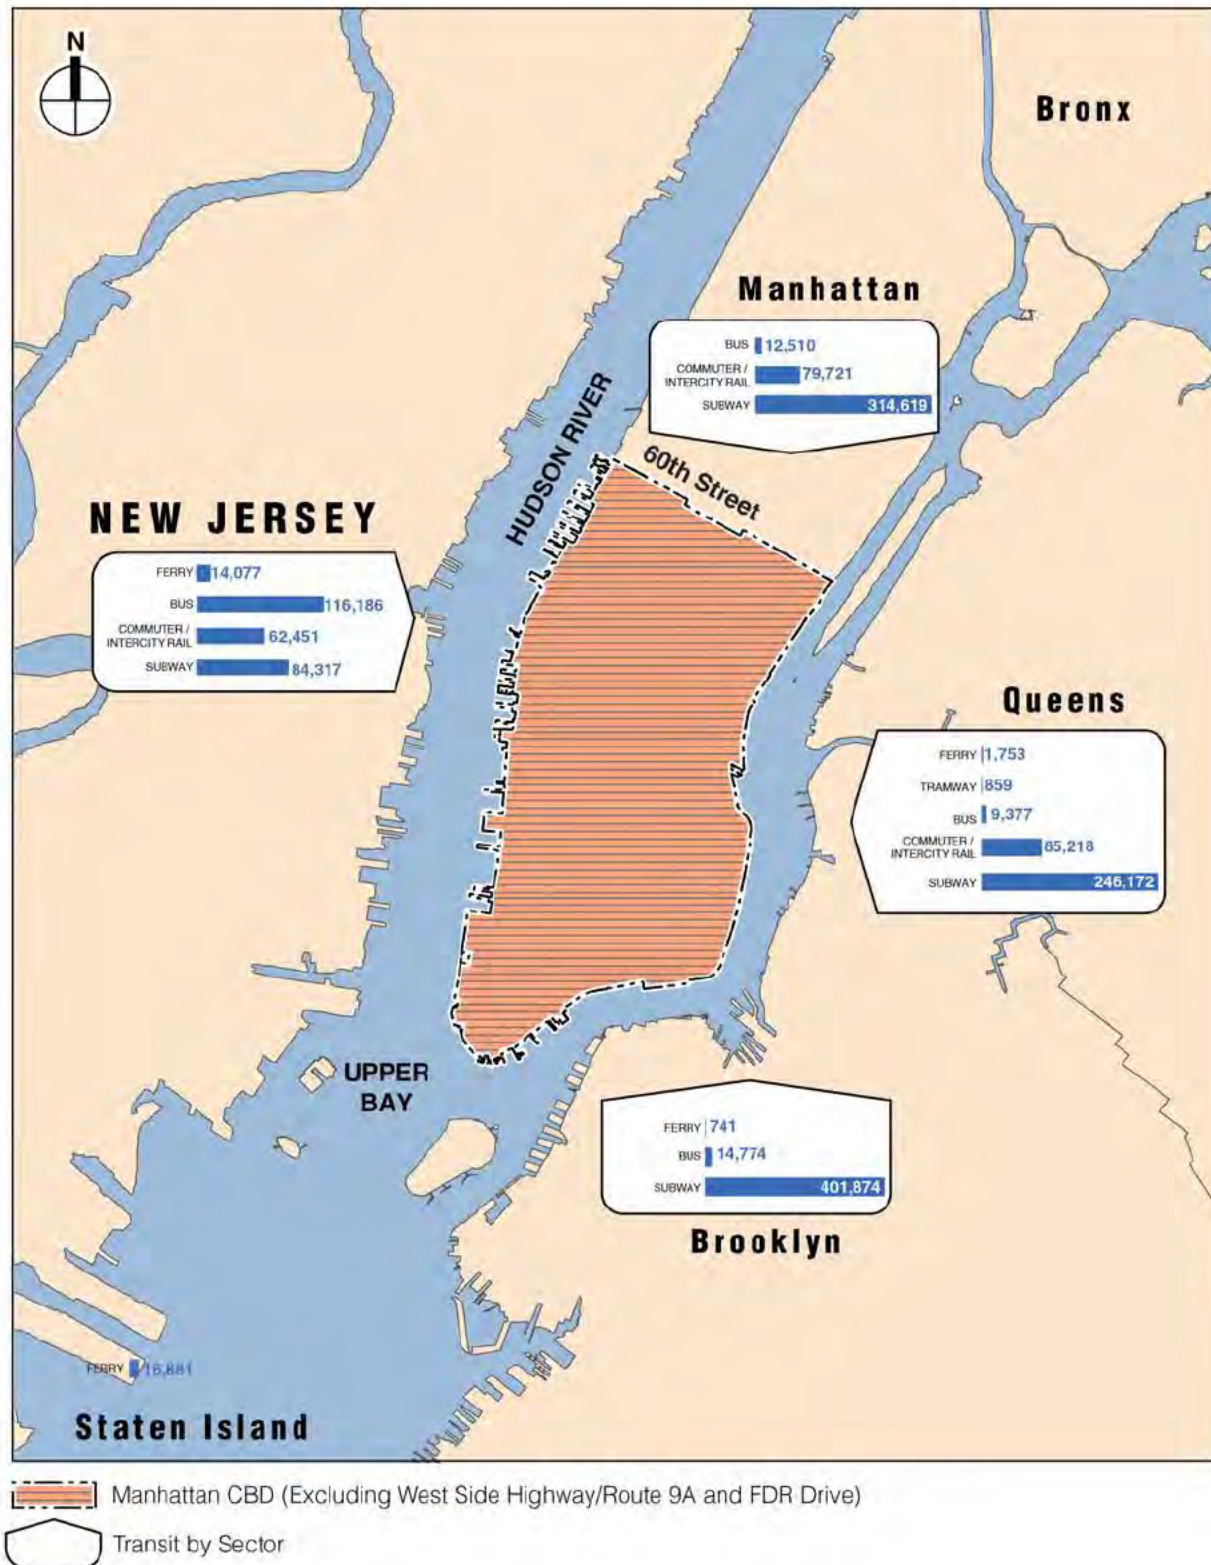 N
Bronx
Manhattan
BUS 12,510
COMMUTER /
INTERCITY RAIL 79,721
SUBWAY 314,619
HUDSON RIVER
60th Street
NEW JERSEY
FERRY 14,077
BUS 116,186
COMMUTER /
INTERCITY RAIL 62,451
SUBWAY 84,317
Queens
FERRY 1,753
TRAMWAY 859
BUS 9,377
COMMUTER /
INTERCITY RAIL 85,218
SUBWAY 246,172
UPPER
BAY
FERRY 741
BUS 14,774
SUBWAY 401,874
Brooklyn
FERRY 16,881
Staten Island
Manhattan CBD (Excluding West Side Highway/Route 9A and FDR Drive)
Transit by Sector